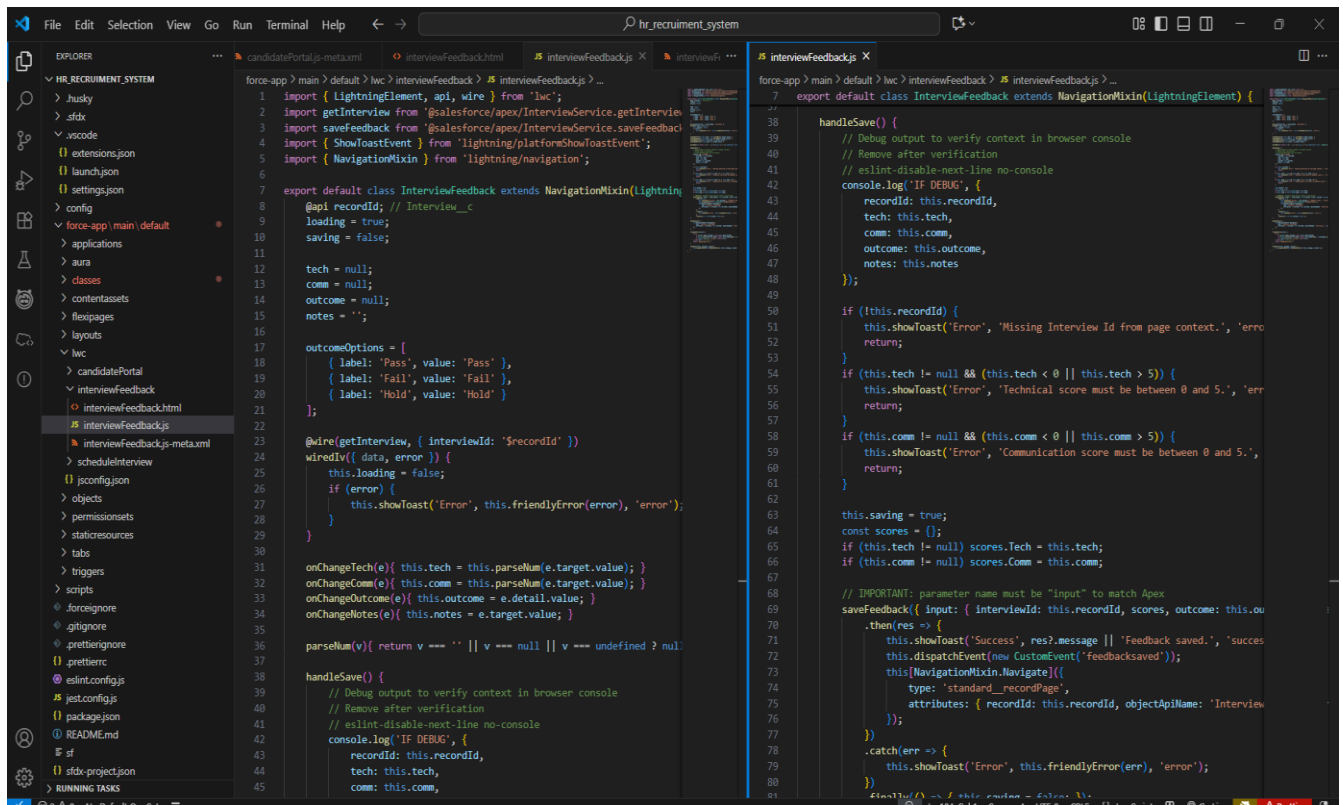 File Edit Selection View Go Run Terminal Help
hr_recruiment_system
EXPLORER
HR_RECRUIMENT_SYSTEM
.husky
.sfdx
.vscode
extensions.json
launch.json
settings.json
config
force-app\main\default
applications
aura
classes
contentassets
flexipages
layouts
lwc
candidatePortal
interviewFeedback
interviewFeedback.html
interviewFeedback.js
interviewFeedback.js-meta.xml
scheduleInterview
jsconfig.json
objects
permissionsets
staticresources
tabs
triggers
scripts
.forceignore
.gitignore
.prettierignore
.prettierrc
eslint.config.js
jest.config.js
package.json
README.md
sf
sfdx-project.json
RUNNING TASKS
candidatePortal.js-meta.xml interviewFeedback.html JS interviewFeedback.js
force-app > main > default > lwc > interviewFeedback > JS interviewFeedback.js > ...
1 import { LightningElement, api, wire } from 'lwc';
2 import getInterview from '@salesforce/apex/InterviewService.getInterview
3 import saveFeedback from '@salesforce/apex/InterviewService.saveFeedback
4 import { ShowToastEvent } from 'lightning/platformShowToastEvent';
5 import { NavigationMixin } from 'lightning/navigation';
6
7 export default class InterviewFeedback extends NavigationMixin(Lightning
8 @api recordId; // Interview__c
9 loading = true;
10 saving = false;
11
12 tech = null;
13 comm = null;
14 outcome = null;
15 notes = '';
16
17 outcomeOptions = [
18 { label: 'Pass', value: 'Pass' },
19 { label: 'Fail', value: 'Fail' },
20 { label: 'Hold', value: 'Hold' }
21 ];
22
23 @wire(getInterview, { interviewId: '$recordId' })
24 wiredIv({ data, error }) {
25 this.loading = false;
26 if (error) {
27 this.showToast('Error', this.friendlyError(error), 'error');
28 }
29 }
30
31 onChangeTech(e){ this.tech = this.parseNum(e.target.value); }
32 onChangeComm(e){ this.comm = this.parseNum(e.target.value); }
33 onChangeOutcome(e){ this.outcome = e.detail.value; }
34 onChangeNotes(e){ this.notes = e.target.value; }
35
36 parseNum(v){ return v === '' || v === null || v === undefined ? nul
37
38 handleSave() {
39 // Debug output to verify context in browser console
40 // Remove after verification
41 // eslint-disable-next-line no-console
42 console.log('IF DEBUG', {
43 recordId: this.recordId,
44 tech: this.tech,
45 comm: this.comm,
JS interviewFeedback.js
force-app > main > default > lwc > interviewFeedback > JS interviewFeedback.js > ...
7 export default class InterviewFeedback extends NavigationMixin(LightningElement) {
37
38 handleSave() {
39 // Debug output to verify context in browser console
40 // Remove after verification
41 // eslint-disable-next-line no-console
42 console.log('IF DEBUG', {
43 recordId: this.recordId,
44 tech: this.tech,
45 comm: this.comm,
46 outcome: this.outcome,
47 notes: this.notes
48 });
49
50 if (!this.recordId) {
51 this.showToast('Error', 'Missing Interview Id from page context.', 'erro
52 return;
53 }
54 if (this.tech != null && (this.tech < 0 || this.tech > 5)) {
55 this.showToast('Error', 'Technical score must be between 0 and 5.', 'err
56 return;
57 }
58 if (this.comm != null && (this.comm < 0 || this.comm > 5)) {
59 this.showToast('Error', 'Communication score must be between 0 and 5.',
60 return;
61 }
62
63 this.saving = true;
64 const scores = {};
65 if (this.tech != null) scores.Tech = this.tech;
66 if (this.comm != null) scores.Comm = this.comm;
67
68 // IMPORTANT: parameter name must be "input" to match Apex
69 saveFeedback({ input: { interviewId: this.recordId, scores, outcome: this.ou
70 .then(res => {
71 this.showToast('Success', res?.message || 'Feedback saved.', 'succes
72 this.dispatchEvent(new CustomEvent('feedbacksaved'));
73 this[NavigationMixin.Navigate]({
74 type: 'standard__recordPage',
75 attributes: { recordId: this.recordId, objectApiName: 'Interview
76 });
77 })
78 .catch(err => {
79 this.showToast('Error', this.friendlyError(err), 'error');
80 })
81 .finally(() => { this.saving = false; });